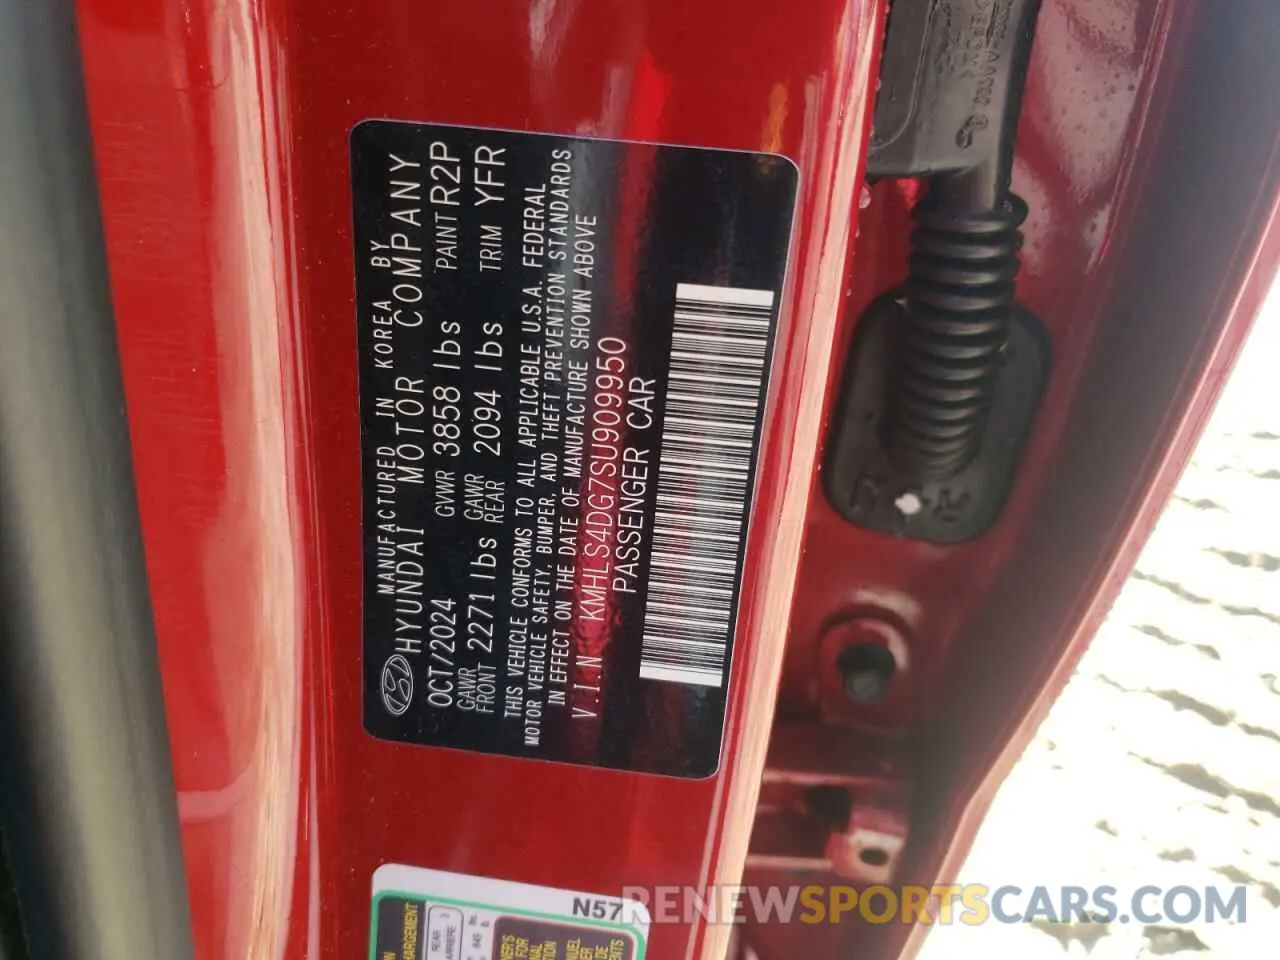 MANUFACTURED IN KOREA BY
HYUNDAI MOTOR COMPANY
OCT/2024 GVWR 3858 lbs PAINT R2P
GAWR FRONT 2271 lbs GAWR REAR 2094 lbs TRIM YFR
THIS VEHICLE CONFORMS TO ALL APPLICABLE U.S.A. FEDERAL
MOTOR VEHICLE SAFETY, BUMPER, AND THEFT PREVENTION STANDARDS
IN EFFECT ON THE DATE OF MANUFACTURE SHOWN ABOVE
V.I.N KMHLS4DG7SU909950
PASSENGER CAR
N57
REAR
RENEWSPORTSCARS.COM